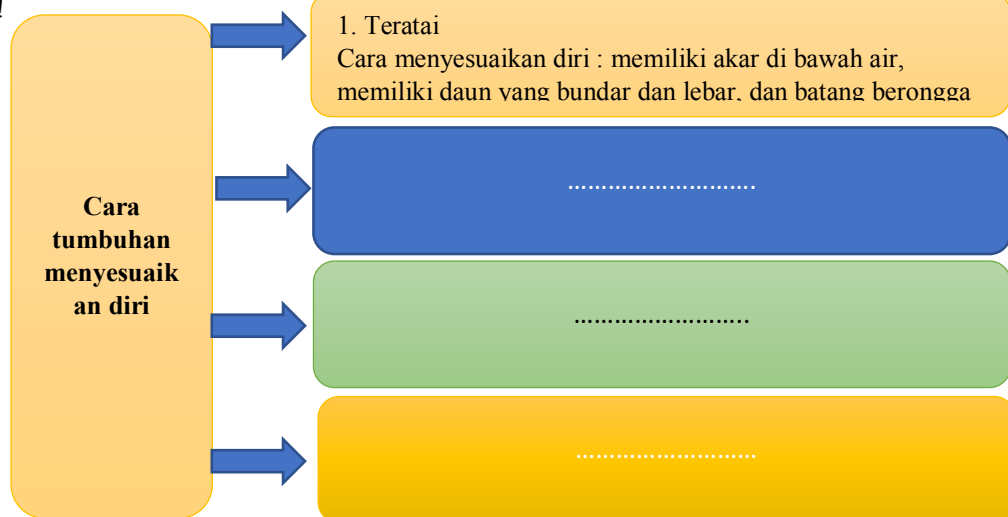 1. Teratai
Cara menyesuaikan diri : memiliki akar di bawah air,
memiliki daun yang bundar dan lebar, dan batang berongga
Cara
tumbuhan
menyesuaik
an diri
……………………….
……………………..
………………………